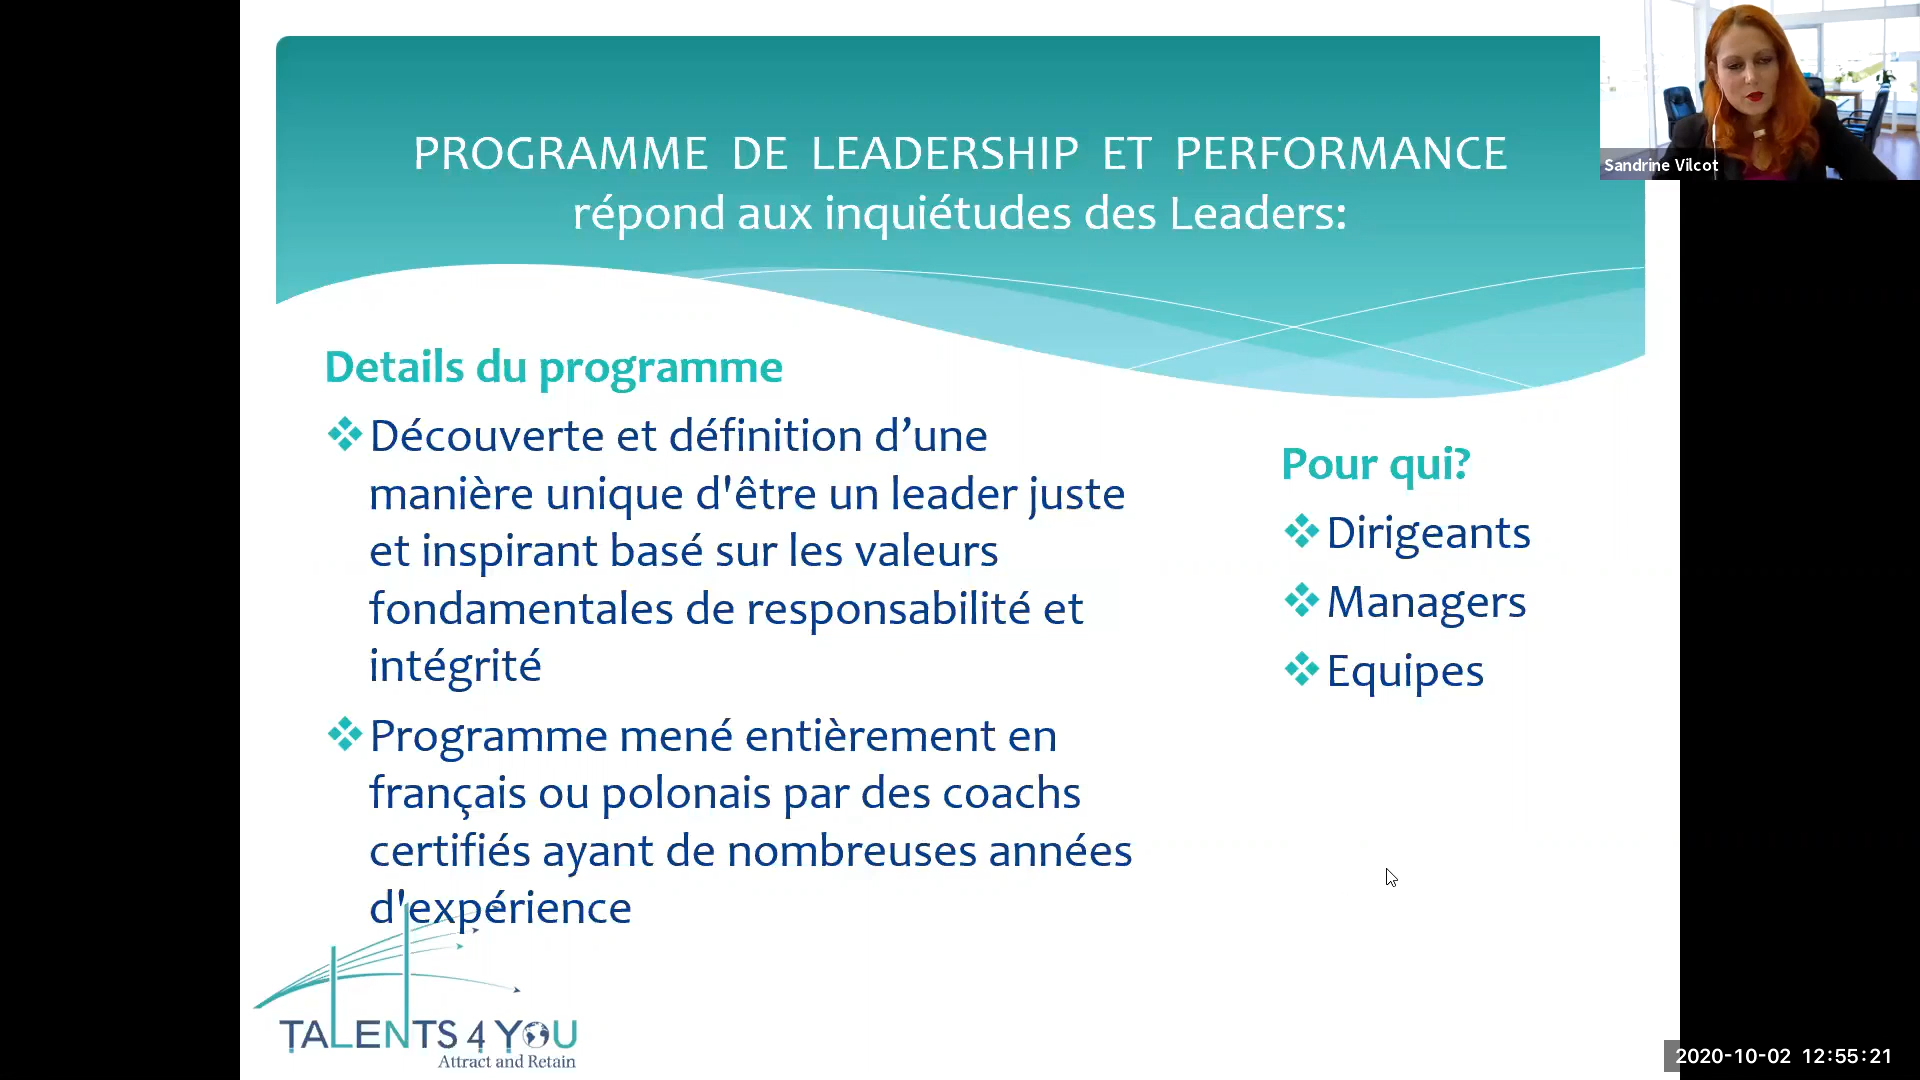 PROGRAMME DE LEADERSHIP ET PERFORMANCE
répond aux inquiétudes des Leaders:
Sandrine Vilcot
Details du programme
Découverte et définition d’une
manière unique d'être un leader juste
et inspirant basé sur les valeurs
fondamentales de responsabilité et
intégrité
Programme mené entièrement en
français ou polonais par des coachs
certifiés ayant de nombreuses années
d'expérience
Pour qui?
Dirigeants
Managers
Equipes
TALENTS 4 YOU
Attract and Retain
2020-10-02 12:55:21